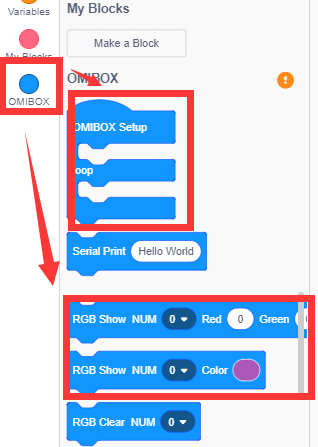 Variables
My Blocks
Make a Block
My Blocks
OMIBOX
OMIBOX
OMIBOX Setup
oop
Serial Print Hello World
RGB Show NUM 0 Red 0 Green
RGB Show NUM 0 Color
RGB Clear NUM 0